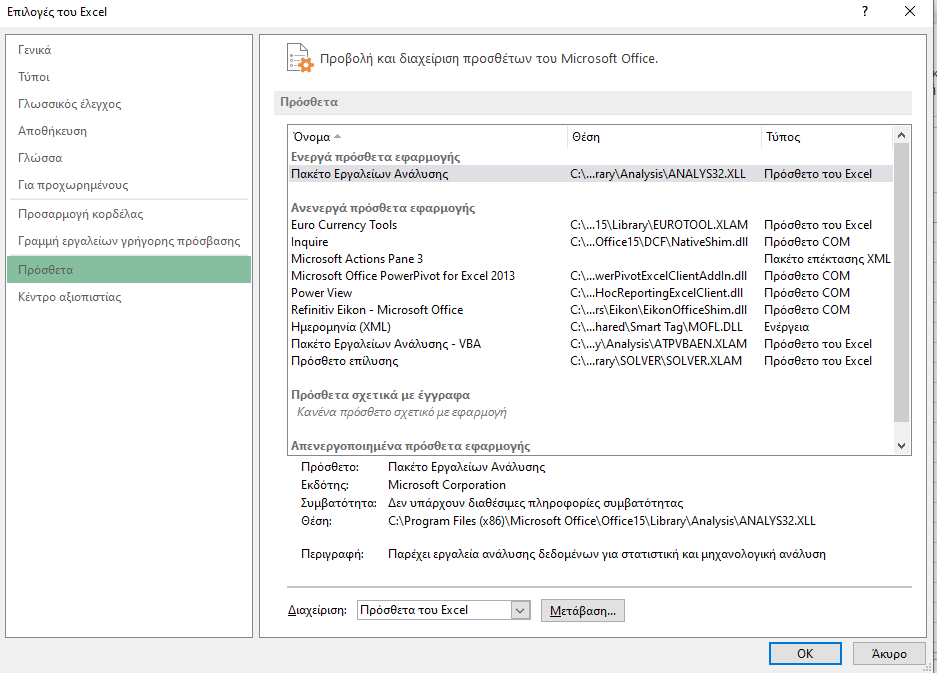 Επιλογές του Excel
?
Γενικά
Τύποι
Γλωσσικός έλεγχος
Αποθήκευση
Γλώσσα
Για προχωρημένους
Προσαρμογή κορδέλας
Γραμμή εργαλείων γρήγορης πρόσβασης
Πρόσθετα
Κέντρο αξιοπιστίας
Προβολή και διαχείριση προσθέτων του Microsoft Office.
Πρόσθετα
Όνομα Θέση Τύπος
Ενεργά πρόσθετα εφαρμογής
Πακέτο Εργαλείων Ανάλυσης C:\...rary\Analysis\ANALYS32.XLL Πρόσθετο του Excel
Ανενεργά πρόσθετα εφαρμογής
Euro Currency Tools C:\...15\Library\EUROTOOL.XLAM Πρόσθετο του Excel
Inquire C:\...Office15\DCF\NativeShim.dll Πρόσθετο COM
Microsoft Actions Pane 3 Πακέτο επέκτασης XML
Microsoft Office PowerPivot for Excel 2013 C:\...werPivotExcelClientAddIn.dll Πρόσθετο COM
Power View C:\...HocReportingExcelClient.dll Πρόσθετο COM
Refinitiv Eikon - Microsoft Office C:\...rs\Eikon\EikonOfficeShim.dll Πρόσθετο COM
Ημερομηνία (XML) C:\...hared\Smart Tag\MOFL.DLL Ενέργεια
Πακέτο Εργαλείων Ανάλυσης - VBA C:\...y\Analysis\ATPVBAEN.XLAM Πρόσθετο του Excel
Πρόσθετο επίλυσης C:\...rary\SOLVER\SOLVER.XLAM Πρόσθετο του Excel
Πρόσθετα σχετικά με έγγραφα
Κανένα πρόσθετο σχετικό με εφαρμογή
Απενεργοποιημένα πρόσθετα εφαρμογής
Πρόσθετο: Πακέτο Εργαλείων Ανάλυσης
Εκδότης: Microsoft Corporation
Συμβατότητα: Δεν υπάρχουν διαθέσιμες πληροφορίες συμβατότητας
Θέση: C:\Program Files (x86)\Microsoft Office\Office15\Library\Analysis\ANALYS32.XLL
Περιγραφή: Παρέχει εργαλεία ανάλυσης δεδομένων για στατιστική και μηχανολογική ανάλυση
Διαχείριση: Πρόσθετα του Excel Μετάβαση...
OK Άκυρο